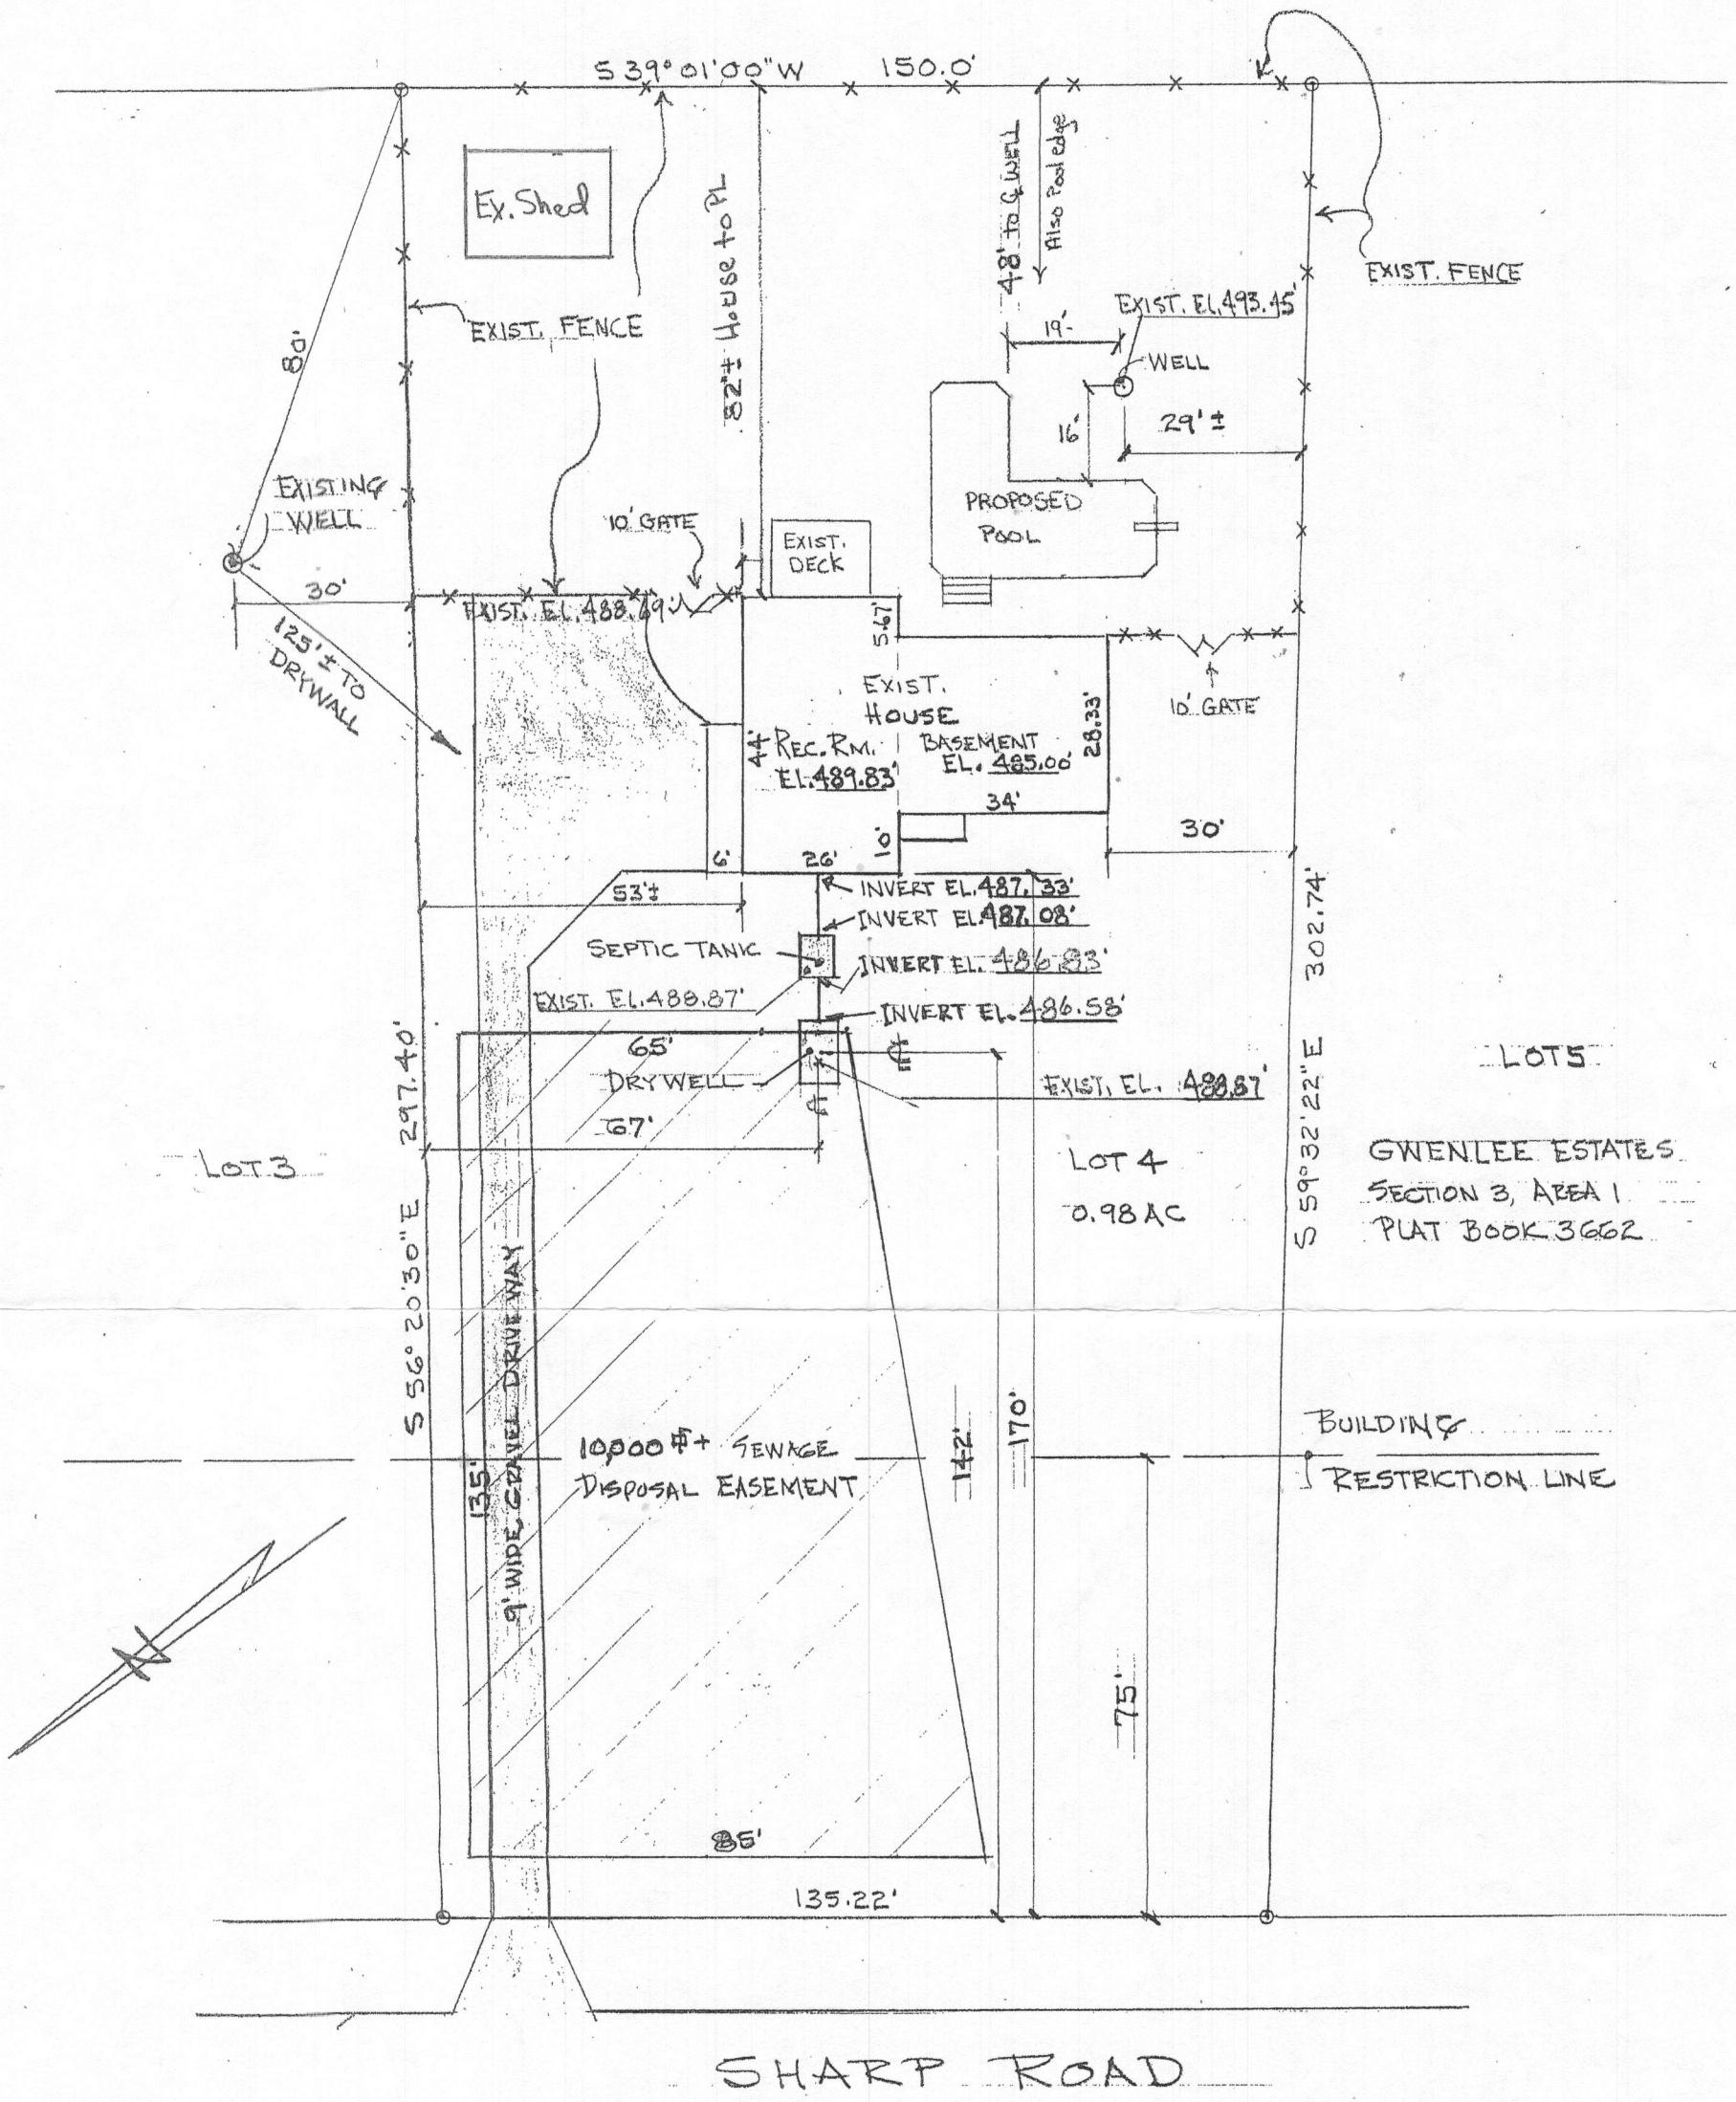 S 39° 01' 00" W 150.0'
Ex. Shed
82'± House to PL
48' to ℄ WELL
Also Pool edge
EXIST. FENCE
EXIST. FENCE
80'
EXIST. EL. 493.45'
19'-
WELL
16'
29'±
EXISTING
WELL
10' GATE
EXIST.
DECK
PROPOSED
POOL
30'
125'± TO
DRYWALL
EXIST. EL. 488.69'
5.67'
EXIST.
HOUSE
44'
REC. RM.
EL. 489.83'
BASEMENT
EL. 485.00'
28.33'
10' GATE
34'
30'
6'
26'
10'
53'±
INVERT EL. 487.33'
INVERT EL. 487.08'
SEPTIC TANK
INVERT EL. 486.83'
EXIST. EL. 488.87'
INVERT EL. 486.58'
65'
℄
DRYWELL
EXIST. EL. 488.87'
℄
67'
S 56° 20' 30" E 297.40'
S 59° 32' 22" E 302.74'
LOT 5
LOT 3
LOT 4
0.98 AC
GWENLEE ESTATES
SECTION 3, AREA 1
PLAT BOOK 3662
9' WIDE GRAVEL DRIVEWAY
135'
10,000 ⌗+ SEWAGE
DISPOSAL EASEMENT
142'
170'
BUILDING
RESTRICTION LINE
N
75'
85'
135.22'
SHARP ROAD